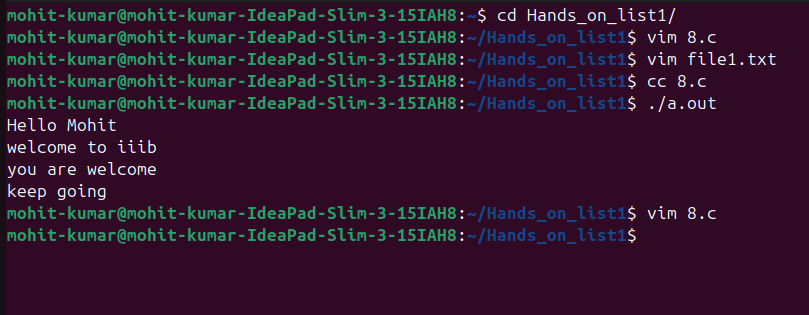 mohit-kumar@mohit-kumar-IdeaPad-Slim-3-15IAH8:~$ cd Hands_on_list1/
mohit-kumar@mohit-kumar-IdeaPad-Slim-3-15IAH8:~/Hands_on_list1$ vim 8.c
mohit-kumar@mohit-kumar-IdeaPad-Slim-3-15IAH8:~/Hands_on_list1$ vim file1.txt
mohit-kumar@mohit-kumar-IdeaPad-Slim-3-15IAH8:~/Hands_on_list1$ cc 8.c
mohit-kumar@mohit-kumar-IdeaPad-Slim-3-15IAH8:~/Hands_on_list1$ ./a.out
Hello Mohit
welcome to iiib
you are welcome
keep going
mohit-kumar@mohit-kumar-IdeaPad-Slim-3-15IAH8:~/Hands_on_list1$ vim 8.c
mohit-kumar@mohit-kumar-IdeaPad-Slim-3-15IAH8:~/Hands_on_list1$